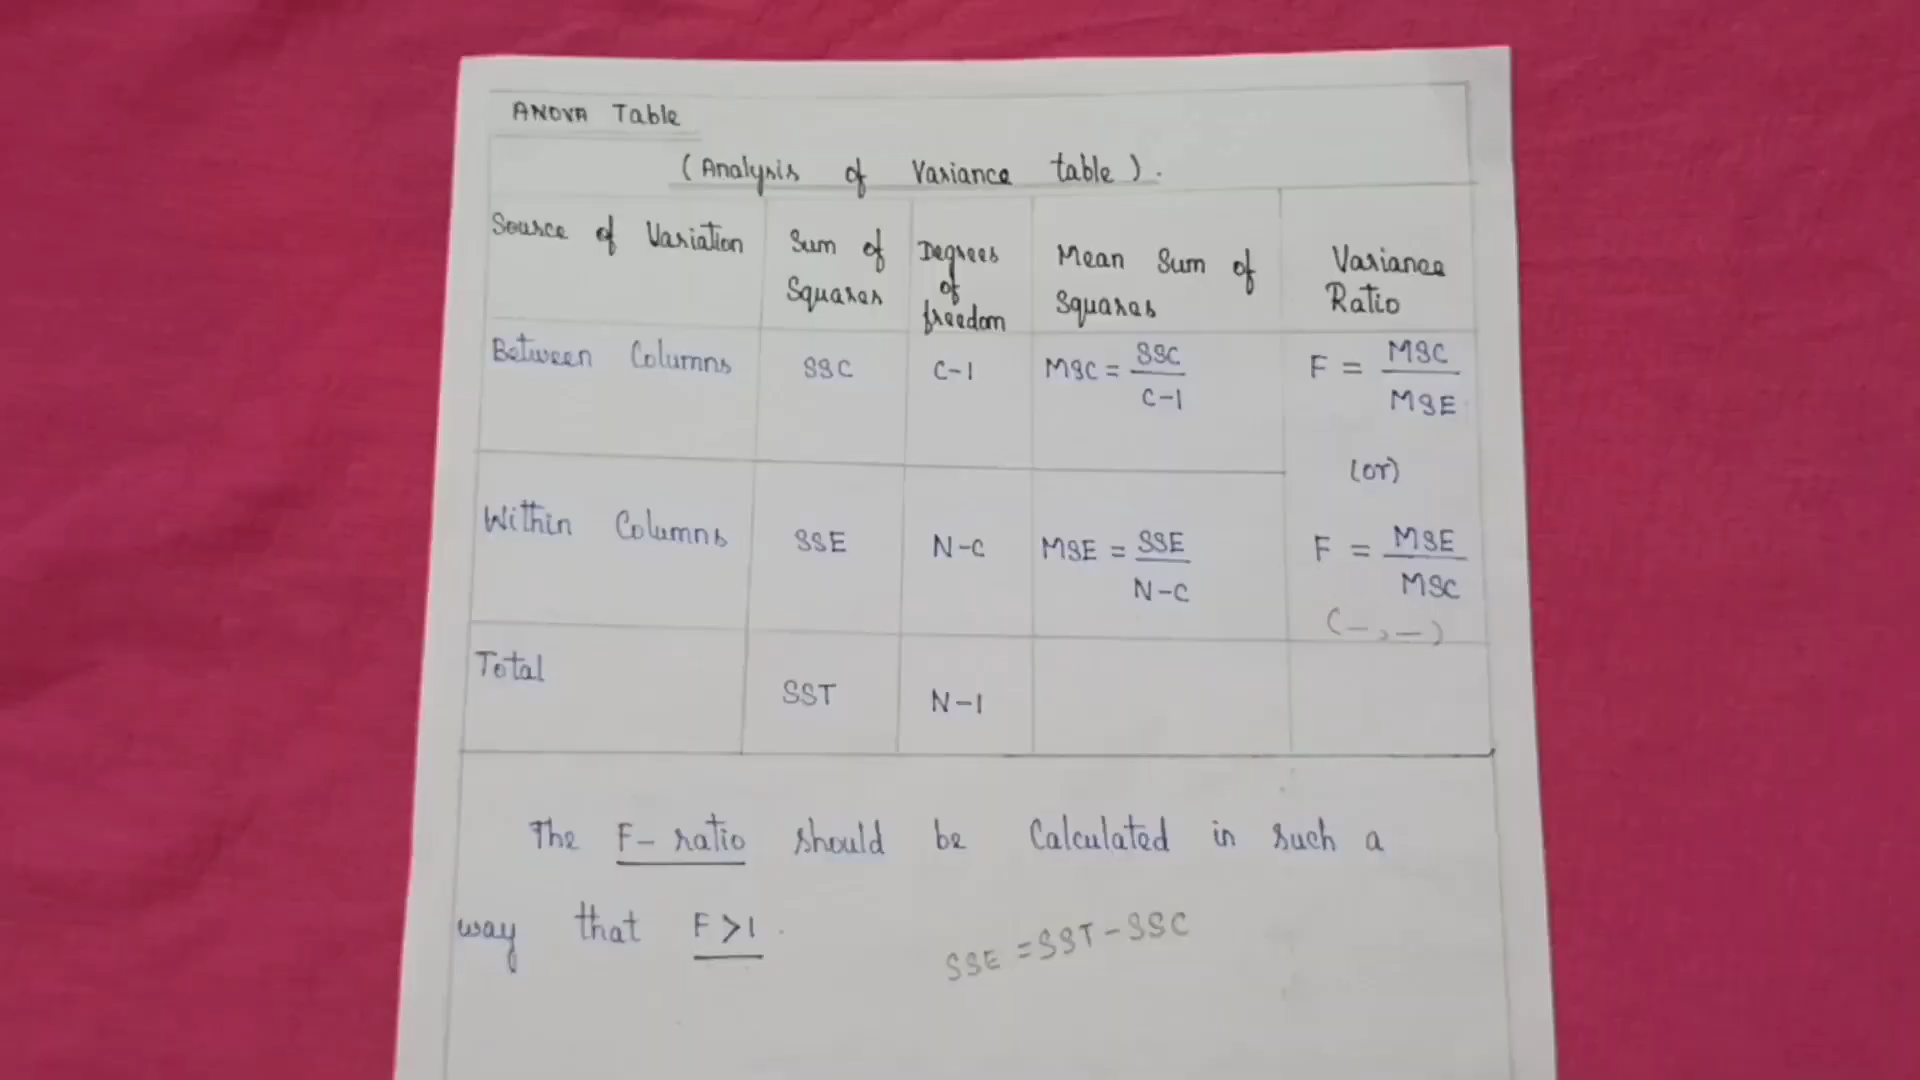 ANOVA Table
(Analysis of Variance table).
Source of Variation
Sum of
Squares
Degrees
of
freedom
Mean Sum of
Squares
Variance
Ratio
Between Columns
SSC
C-1
MSC = SSC
C-1
F = MSC
MSE
(or)
Within Columns
SSE
N-C
MSE = SSE
N-C
F = MSE
MSC
(-,-)
Total
SST
N-1
The F-ratio should be Calculated in such a
way that F>1.
SSE = SST-SSC